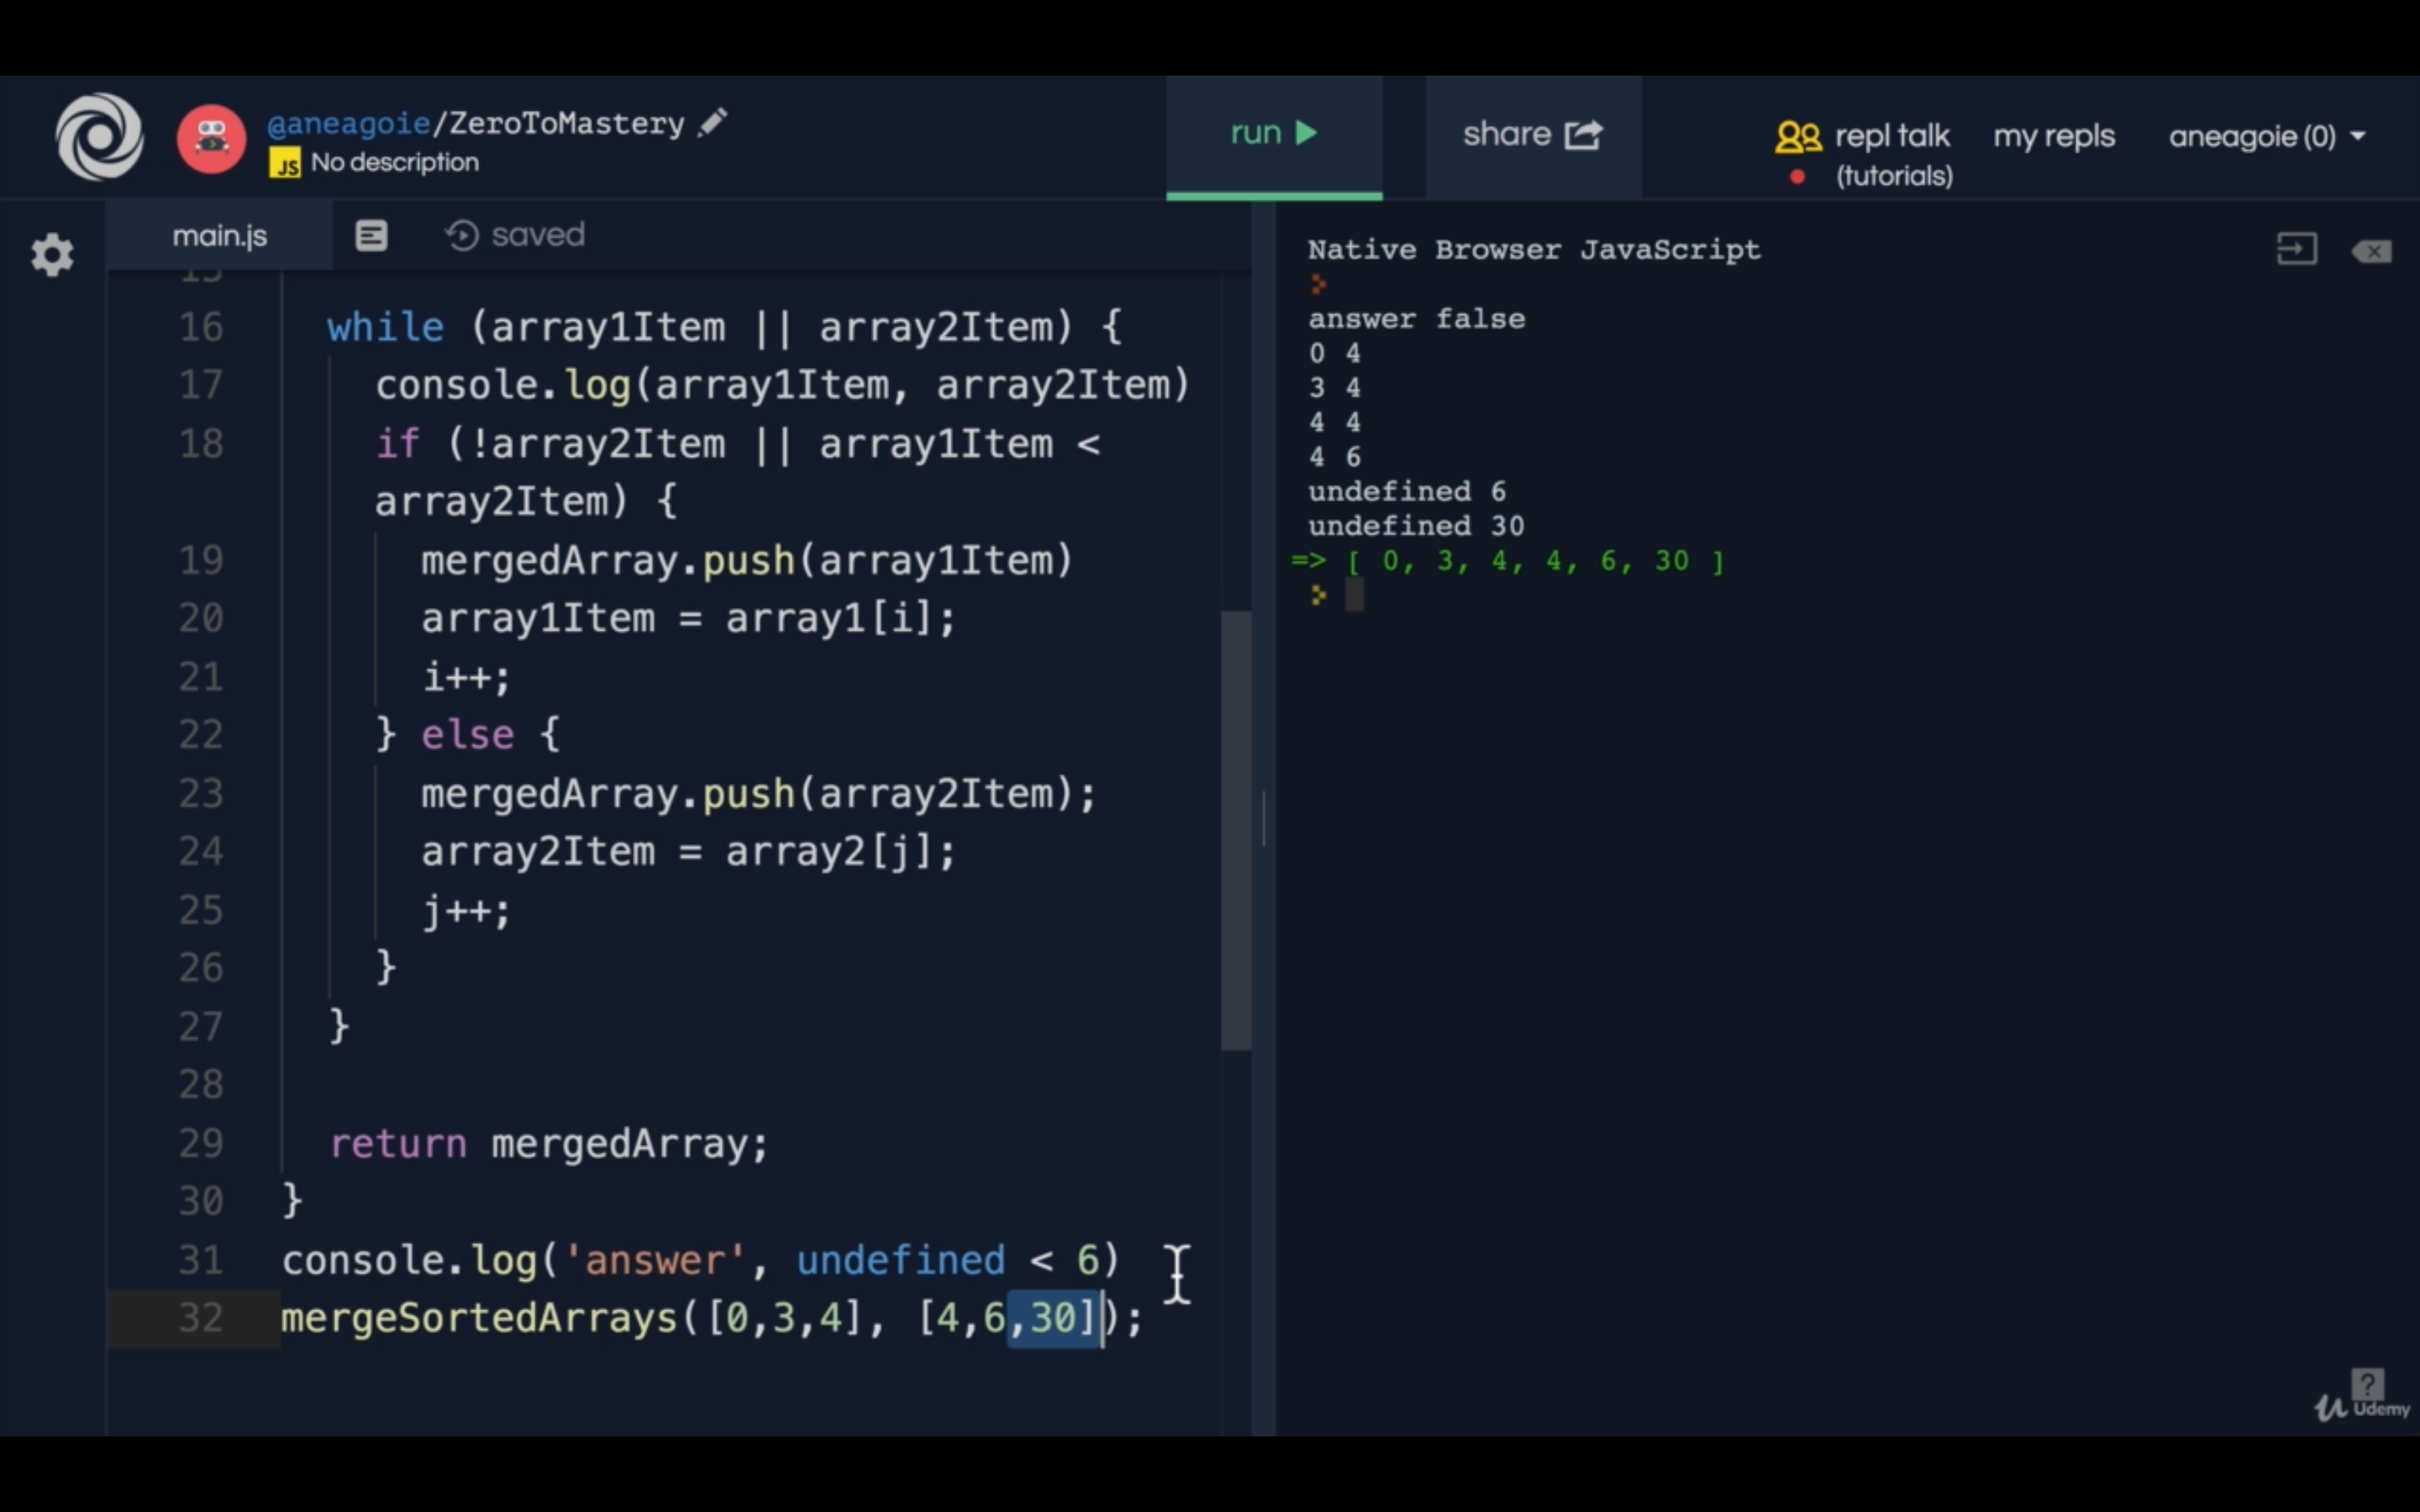 @aneagoie/ZeroToMastery
JS No description
run
share
repl talk
(tutorials)
my repls
aneagoie (0)
main.js
saved
15
16 while (array1Item || array2Item) {
17 console.log(array1Item, array2Item)
18 if (!array2Item || array1Item <
array2Item) {
19 mergedArray.push(array1Item)
20 array1Item = array1[i];
21 i++;
22 } else {
23 mergedArray.push(array2Item);
24 array2Item = array2[j];
25 j++;
26 }
27 }
28
29 return mergedArray;
30 }
31 console.log('answer', undefined < 6)
32 mergeSortedArrays([0,3,4], [4,6,30]);
Native Browser JavaScript
answer false
0 4
3 4
4 4
4 6
undefined 6
undefined 30
=> [ 0, 3, 4, 4, 6, 30 ]
?
Udemy